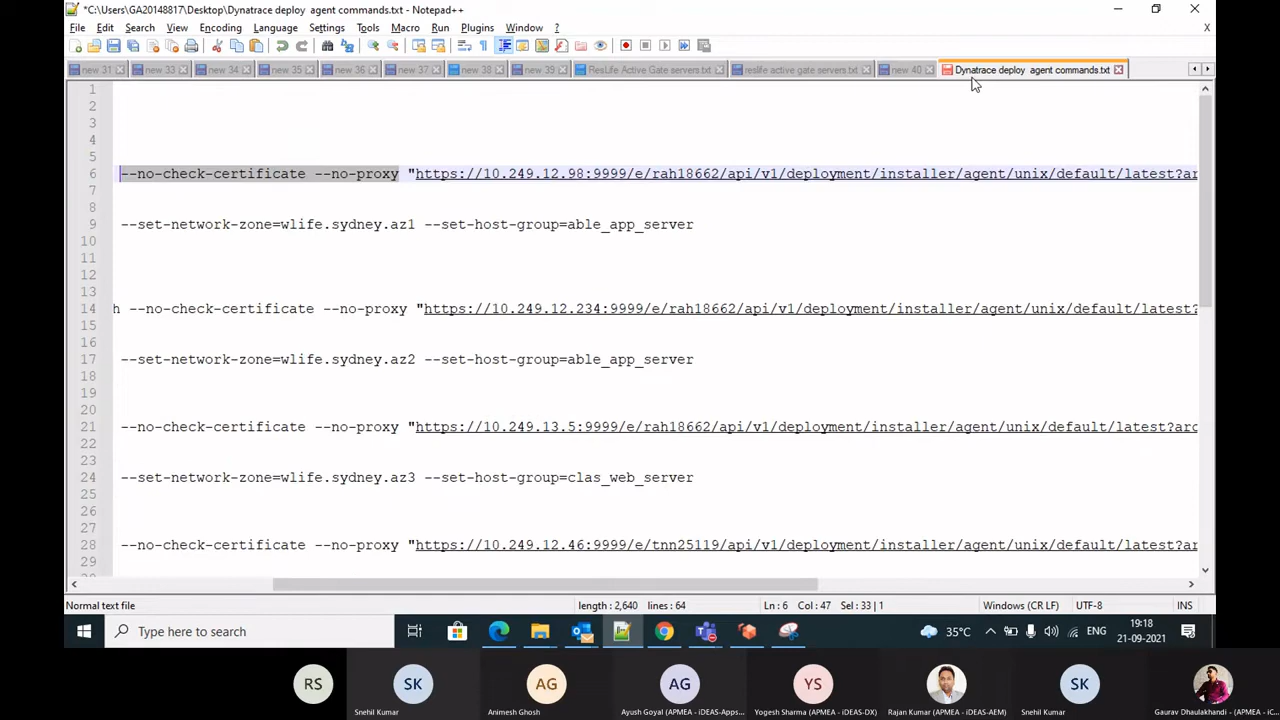 *C:\Users\GA20148817\Desktop\Dynatrace deploy agent commands.txt - Notepad++
File Edit Search View Encoding Language Settings Tools Macro Run Plugins Window ?
X
new 31 new 33 new 34 new 35 new 36 new 37 new 38 new 39 ResLife Active Gate servers.txt reslife active gate servers.txt new 40 Dynatrace deploy agent commands.txt
1
2
3
4
5
6 --no-check-certificate --no-proxy "https://10.249.12.98:9999/e/rah18662/api/v1/deployment/installer/agent/unix/default/latest?ar
7
8
9 --set-network-zone=wlife.sydney.az1 --set-host-group=able_app_server
10
11
12
13
14 h --no-check-certificate --no-proxy "https://10.249.12.234:9999/e/rah18662/api/v1/deployment/installer/agent/unix/default/latest?
15
16
17 --set-network-zone=wlife.sydney.az2 --set-host-group=able_app_server
18
19
20
21 --no-check-certificate --no-proxy "https://10.249.13.5:9999/e/rah18662/api/v1/deployment/installer/agent/unix/default/latest?arc
22
23
24 --set-network-zone=wlife.sydney.az3 --set-host-group=clas_web_server
25
26
27
28 --no-check-certificate --no-proxy "https://10.249.12.46:9999/e/tnn25119/api/v1/deployment/installer/agent/unix/default/latest?ar
29
Normal text file length : 2,640 lines : 64 Ln : 6 Col : 47 Sel : 33 | 1 Windows (CR LF) UTF-8 INS
Type here to search 35°C ENG 19:18
21-09-2021
RS SK AG AG YS SK
Snehil Kumar Animesh Ghosh Ayush Goyal (APMEA - iDEAS-Apps... Yogesh Sharma (APMEA - iDEAS-DX) Rajan Kumar (APMEA - iDEAS-AEM) Snehil Kumar Gaurav Dhaulakhandi - (APMEA - iC...